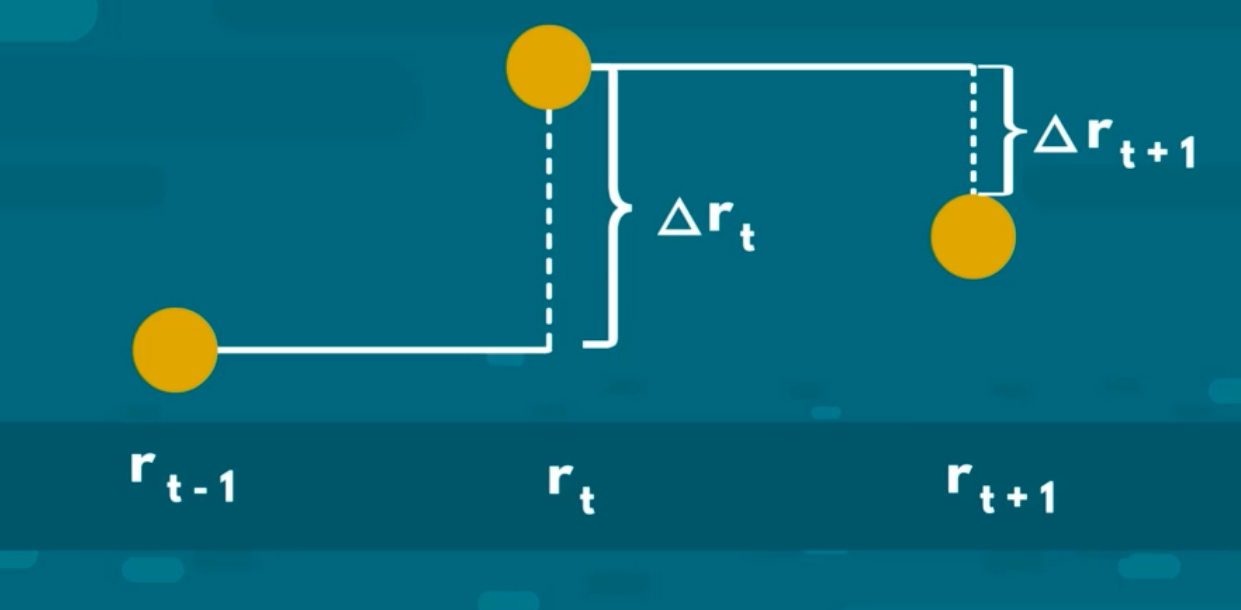 Δr t+1
Δr t
r t-1
r t
r t+1